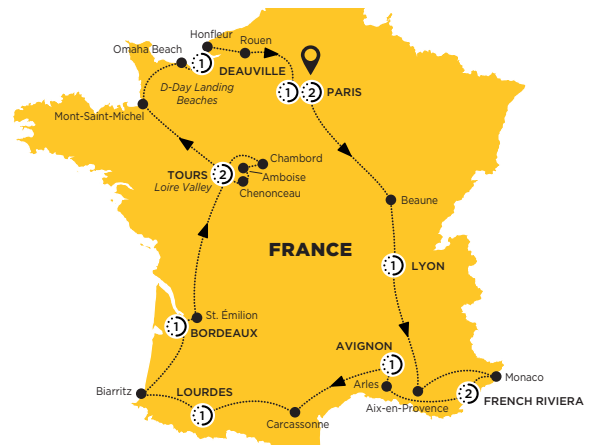 Honfleur
Rouen
Omaha Beach
1
DEAUVILLE
D-Day Landing
Beaches
1
2
PARIS
Mont-Saint-Michel
Chambord
TOURS
2
Amboise
Loire Valley
Chenonceau
Beaune
FRANCE
1
LYON
St. Émilion
1
BORDEAUX
AVIGNON
1
Monaco
Arles
Biarritz
LOURDES
2
FRENCH RIVIERA
Aix-en-Provence
1
Carcassonne